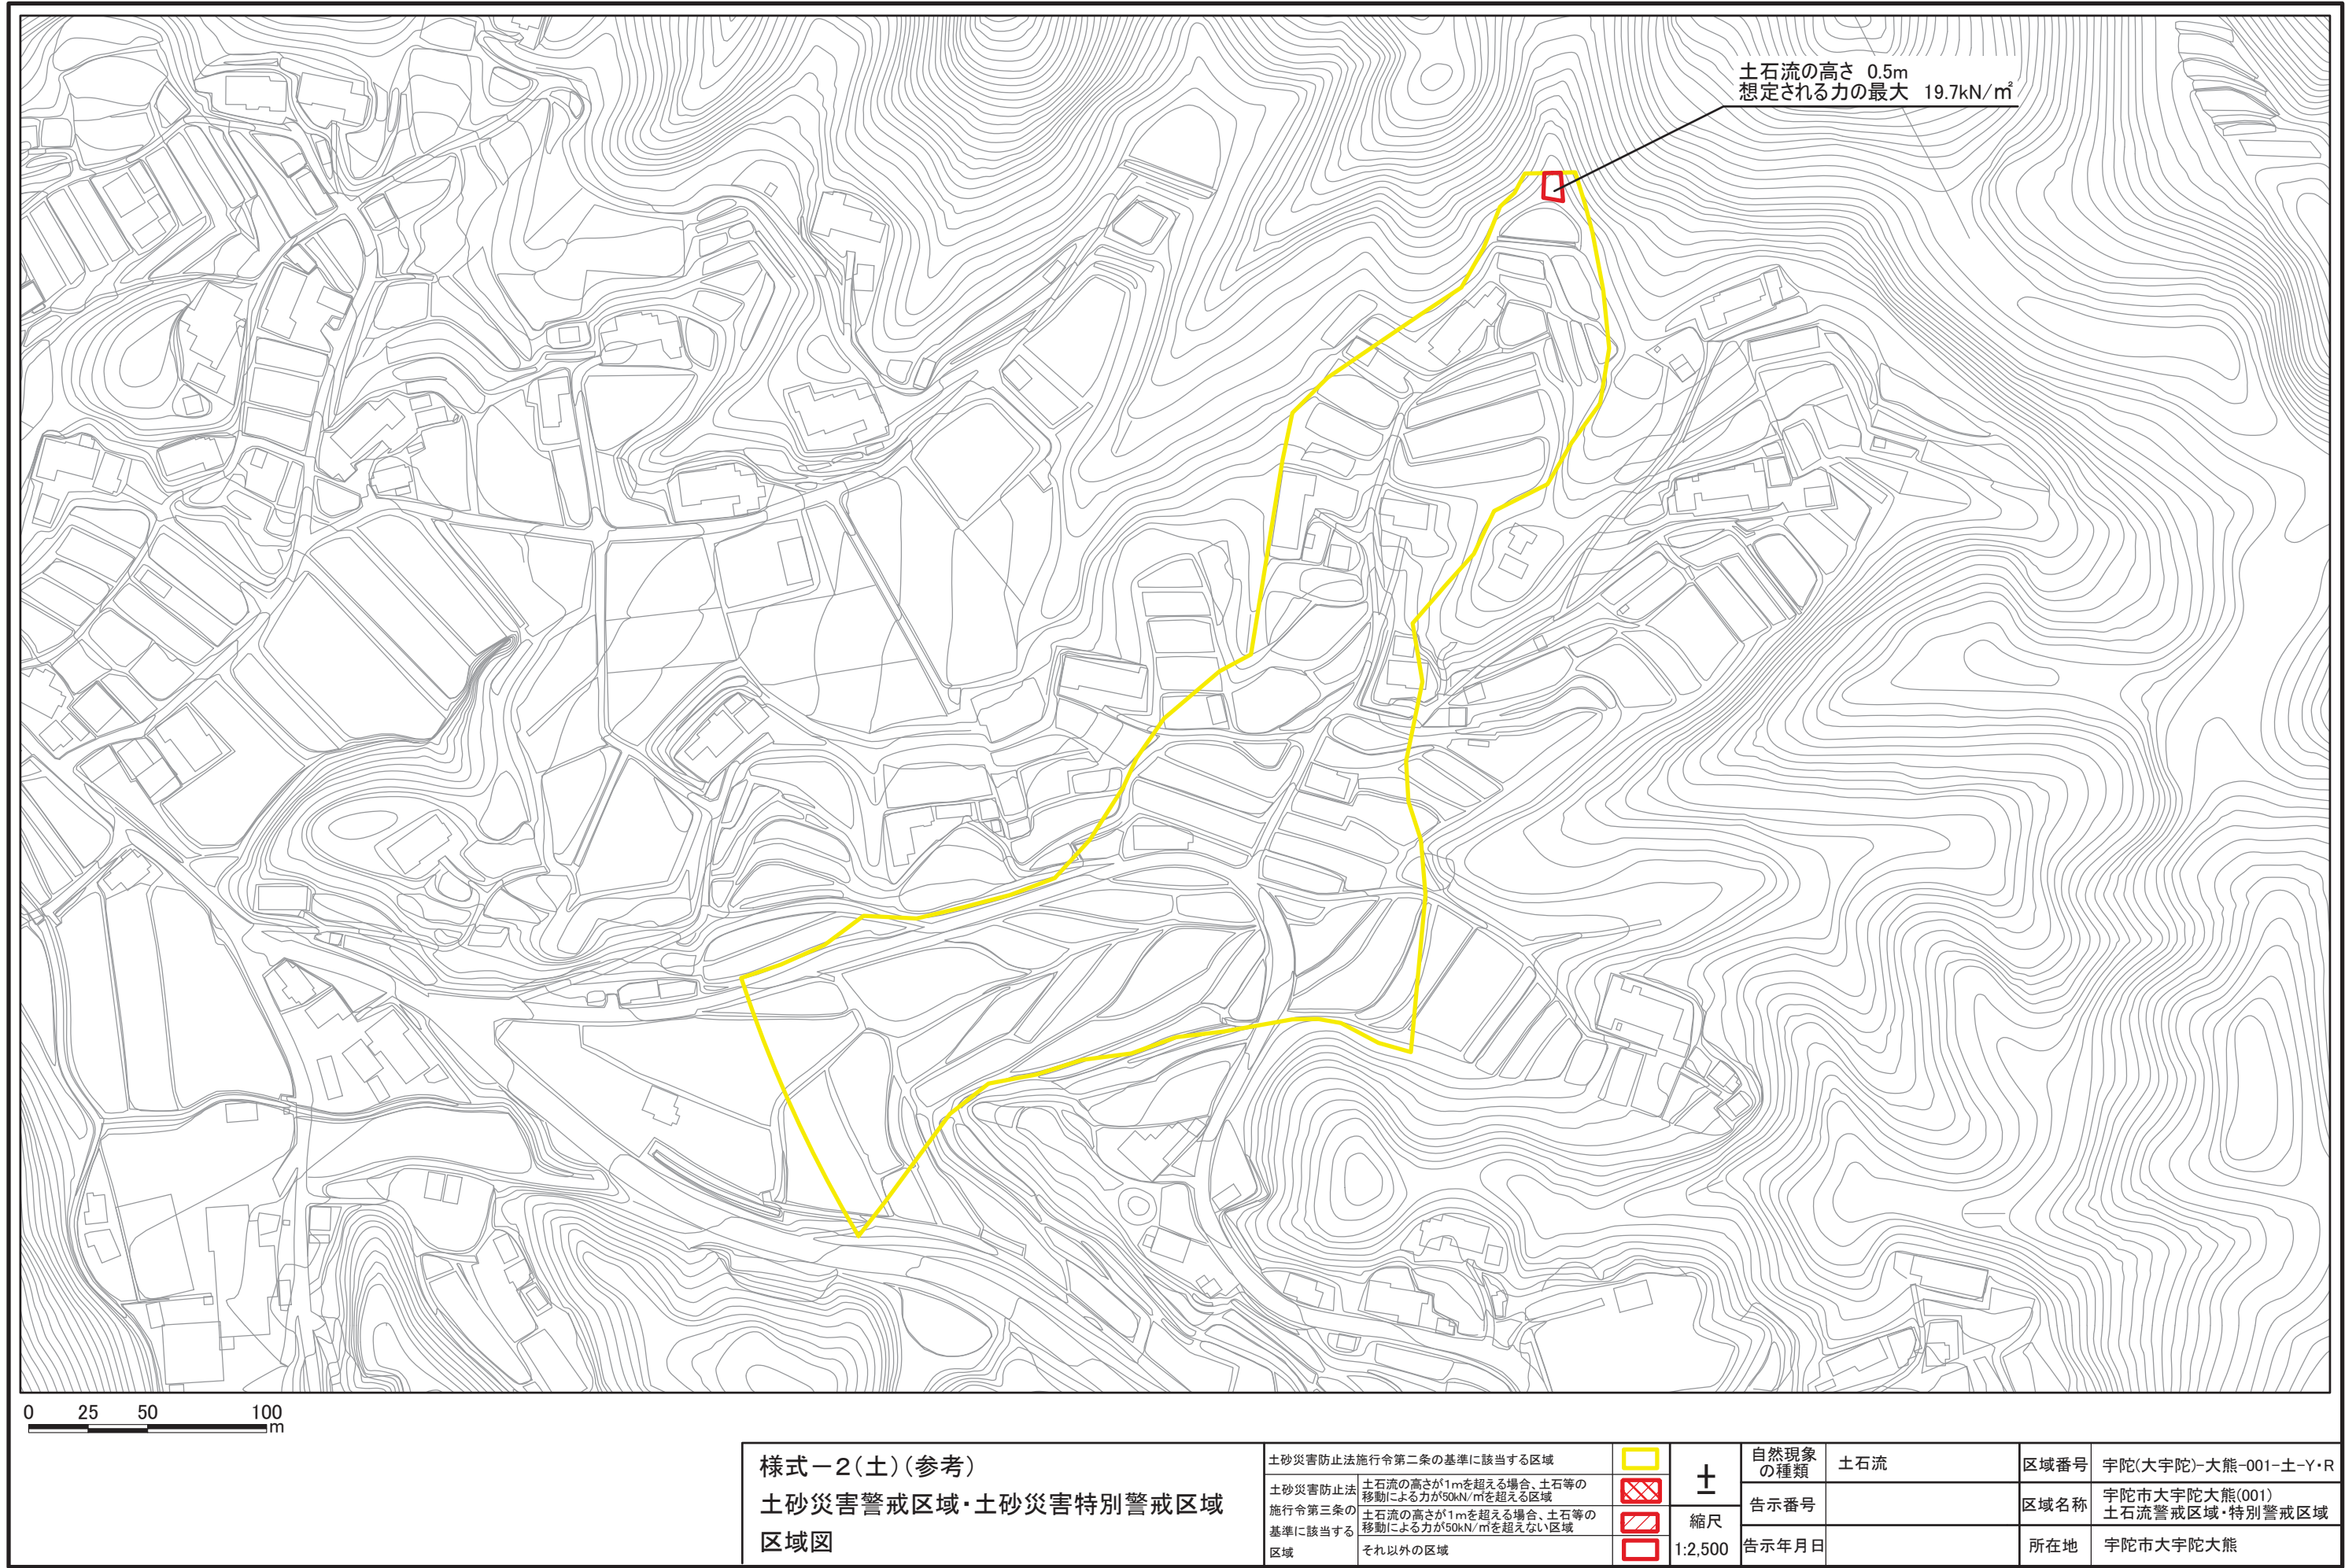 土石流の高さ 0.5m
想定される力の最大 19.7kN/㎡
0 25 50 100
m
様式－2(土)(参考)
土砂災害警戒区域・土砂災害特別警戒区域
区域図
土砂災害防止法施行令第二条の基準に該当する区域
土砂災害防止法
施行令第三条の
基準に該当する
区域
土石流の高さが1mを超える場合、土石等の
移動による力が50kN/㎡を超える区域
土石流の高さが1mを超える場合、土石等の
移動による力が50kN/㎡を超えない区域
それ以外の区域
縮尺
1:2,500
自然現象
の種類
土石流
告示番号
告示年月日
区域番号
宇陀(大宇陀)-大熊-001-土-Y・R
区域名称
宇陀市大宇陀大熊(001)
土石流警戒区域・特別警戒区域
所在地
宇陀市大宇陀大熊